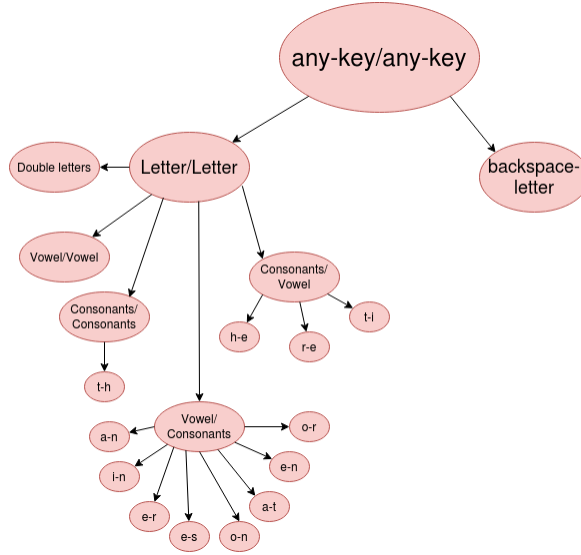 any-key/any-key
Letter/Letter
backspace-
letter
Double letters
Vowel/Vowel
Consonants/
Vowel
Consonants/
Consonants
h-e
r-e
t-i
t-h
Vowel/
Consonants
a-n
i-n
e-r
e-s
o-n
a-t
e-n
o-r